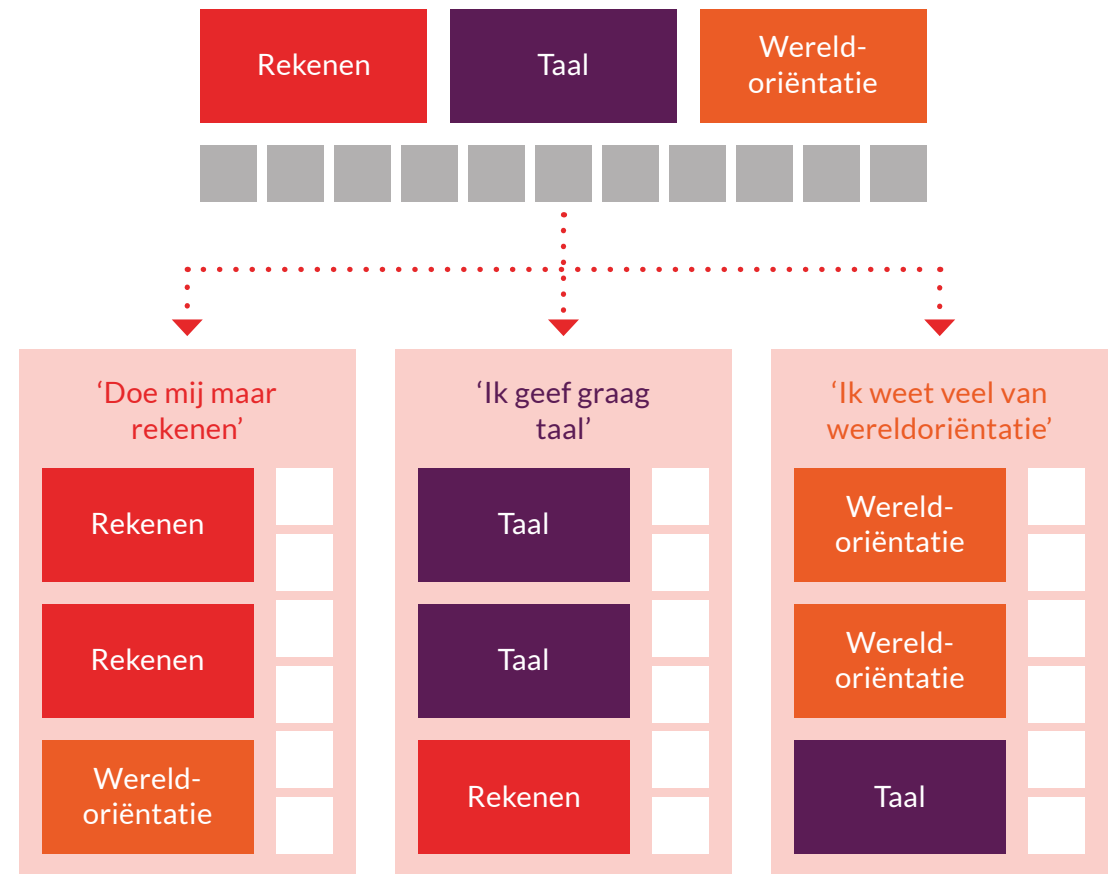 Rekenen
Taal
Wereld-
oriëntatie
‘Doe mij maar
rekenen’
Rekenen
Rekenen
Wereld-
oriëntatie
‘Ik geef graag
taal’
Taal
Taal
Rekenen
‘Ik weet veel van
wereldoriëntatie’
Wereld-
oriëntatie
Wereld-
oriëntatie
Taal